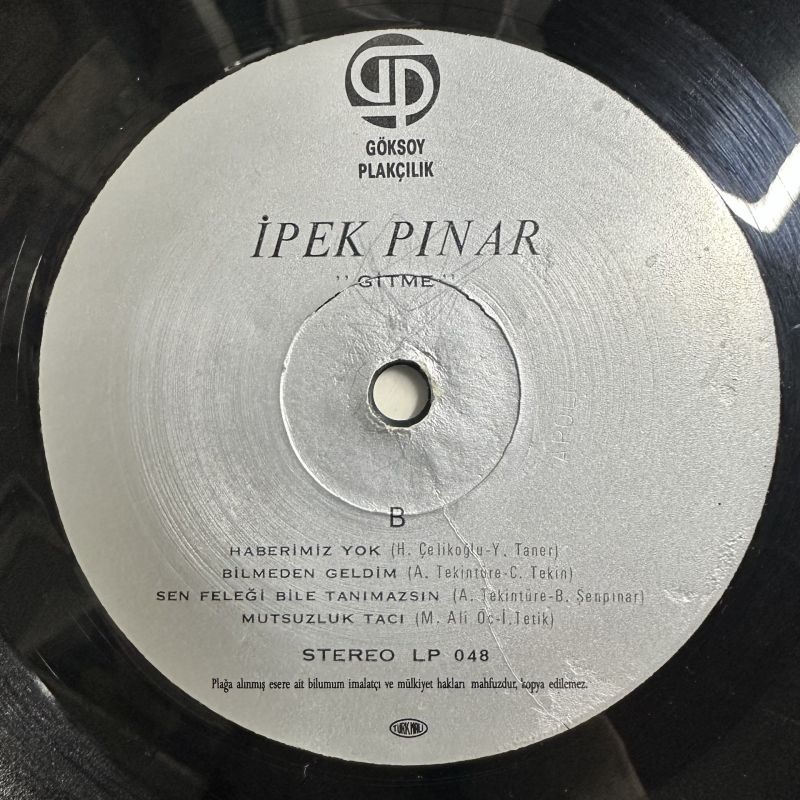 GÖKSOY
PLAKÇILIK
İPEK PINAR
,,GİTME"
B
HABERİMİZ YOK (H. Çelikoğlu-Y. Taner)
BİLMEDEN GELDİM (A. Tekintüre-C. Tekin)
SEN FELEĞİ BİLE TANIMAZSIN (A. Tekintüre-B. Şenpınar)
MUTSUZLUK TACI (M. Ali Öç-İ.Tetik)
STEREO LP 048
Plağa alınmış esere ait bilumum imalatçı ve mülkiyet hakları mahfuzdur, kopya edilemez.
TÜRK MALI